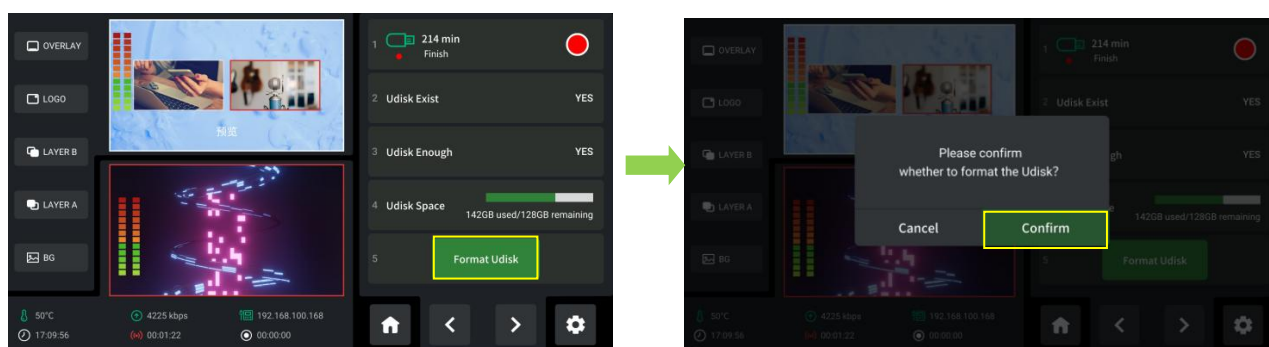 OVERLAY
LOGO
LAYER B
LAYER A
BG
预览
1 214 min
Finish
2 Udisk Exist YES
3 Udisk Enough YES
4 Udisk Space 142GB used/128GB remaining
5 Format Udisk
50°C 4225 kbps 192.168.100.168
17:09:56 00:01:22 00:00:00
OVERLAY
LOGO
LAYER B
LAYER A
BG
1 214 min
Finish
2 Udisk Exist YES
gh YES
Please confirm
whether to format the Udisk?
Cancel Confirm
e 142GB used/128GB remaining
5 Format Udisk
50°C 4225 kbps 192.168.100.168
17:09:56 00:01:22 00:00:00